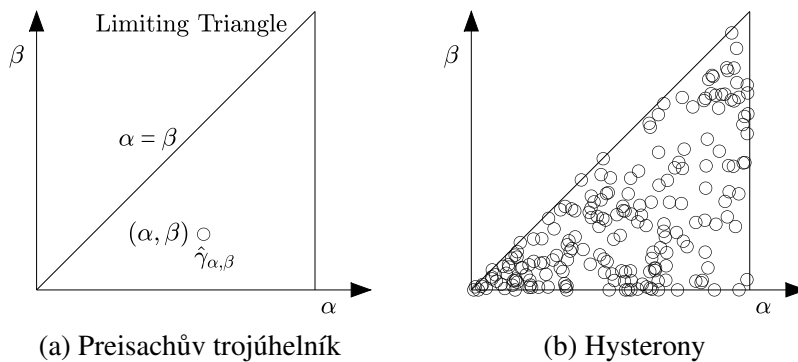 Limiting Triangle
β
α = β
(α, β)
γ̂α,β
α
(a) Preisachův trojúhelník
β
α
(b) Hysterony